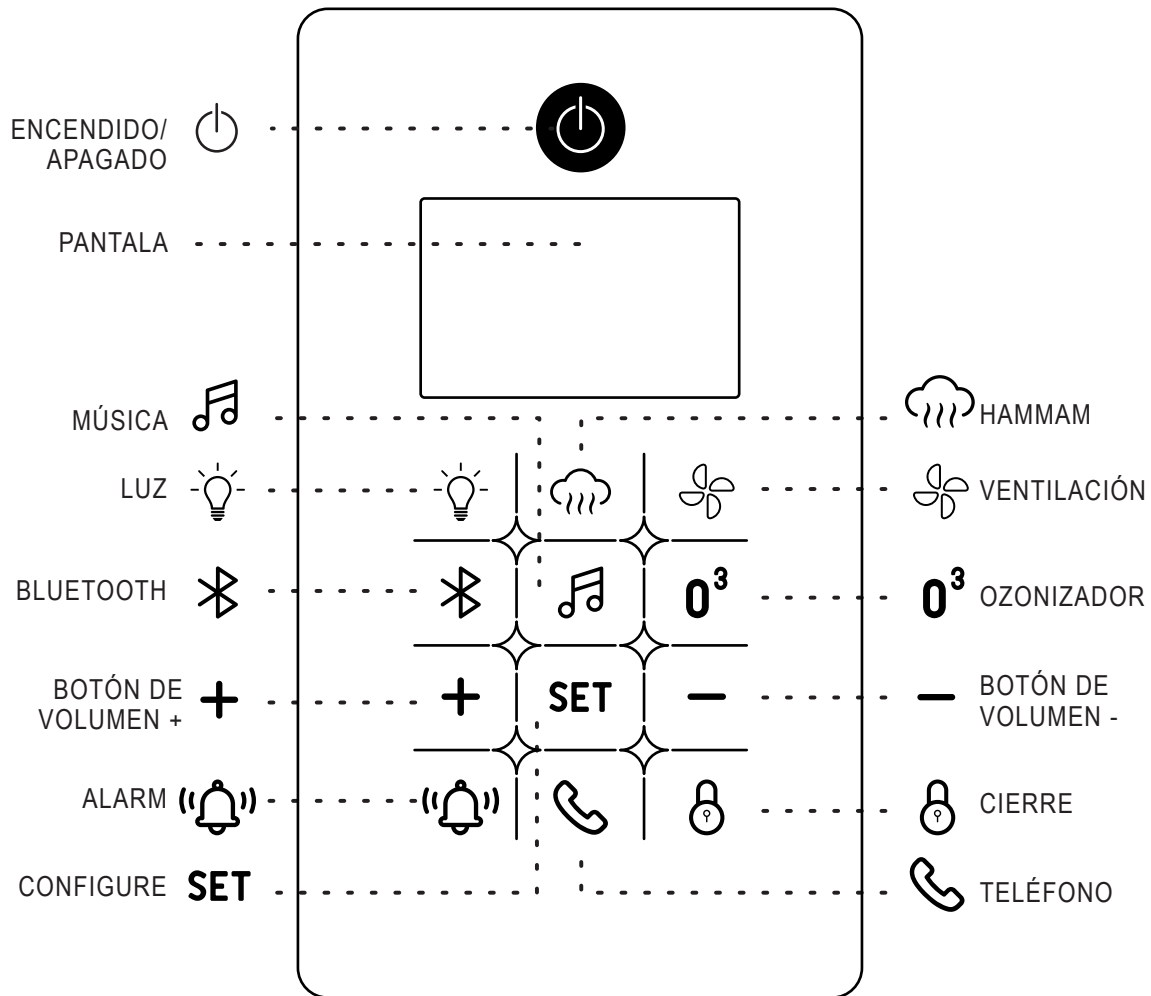 ENCENDIDO/
APAGADO
PANTALA
MÚSICA
HAMMAM
LUZ
VENTILACIÓN
BLUETOOTH
0³
0³ OZONIZADOR
BOTÓN DE
VOLUMEN +
+
+
SET
−
−
BOTÓN DE
VOLUMEN -
ALARM
CIERRE
CONFIGURE SET
TELÉFONO